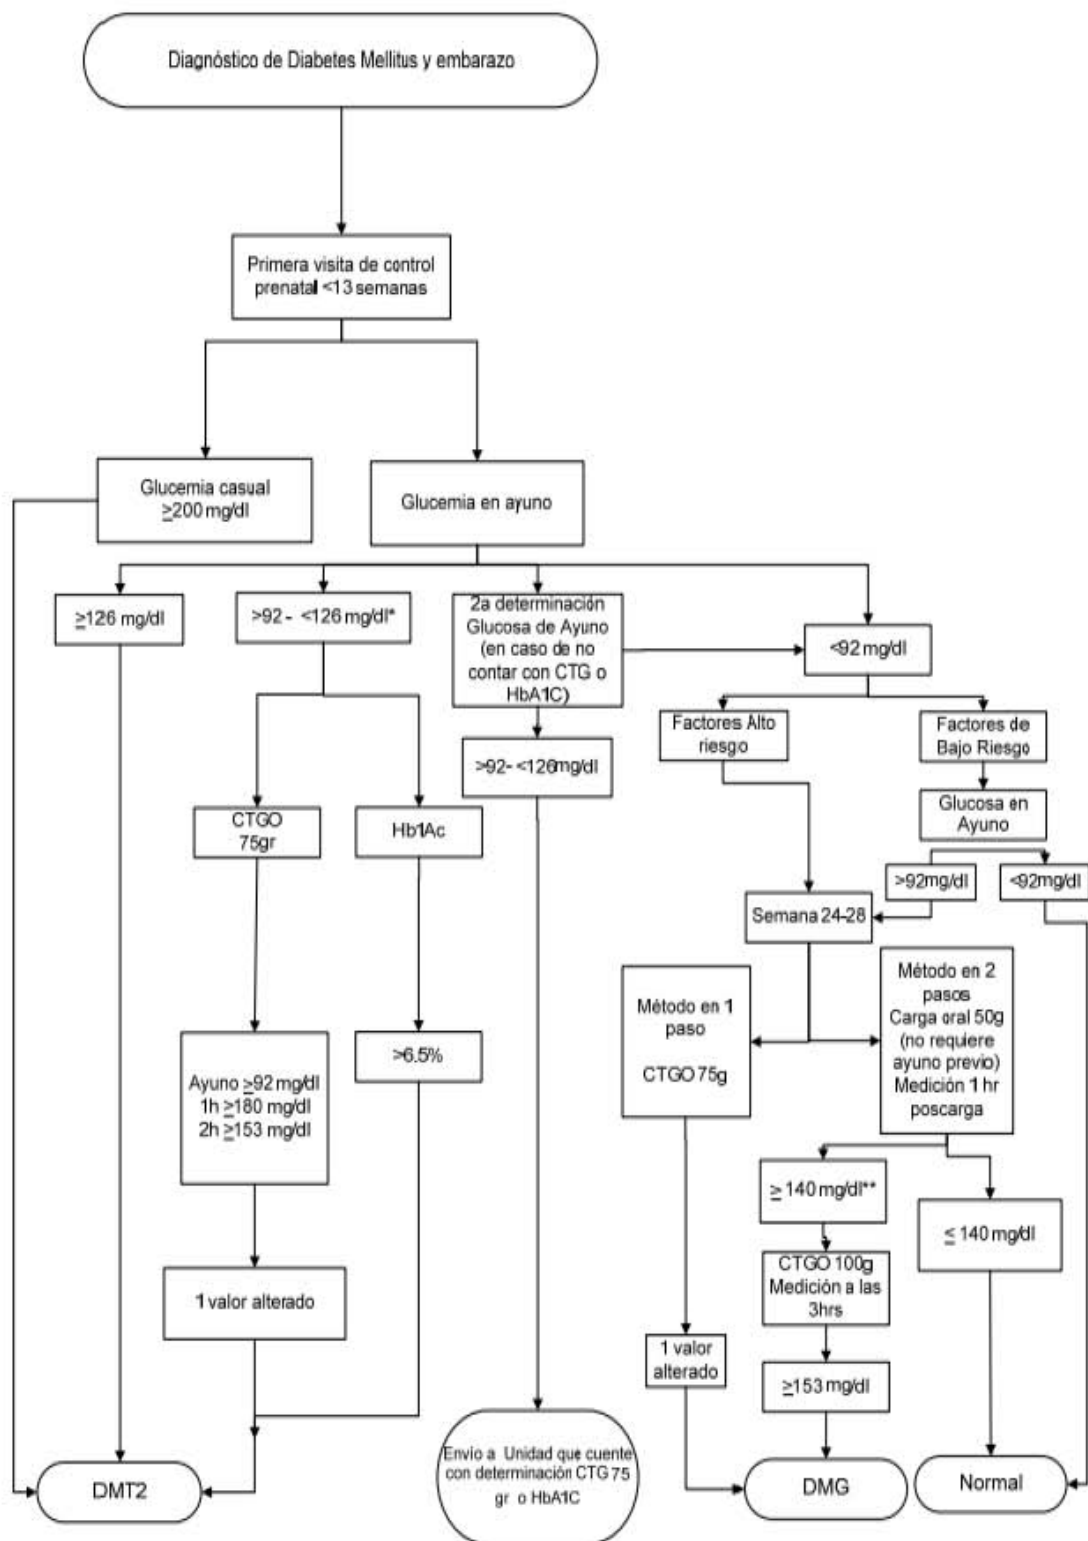 Diagnóstico de Diabetes Mellitus y embarazo
Primera visita de control
prenatal <13 semanas
Glucemia casual
≥200 mg/dl
Glucemia en ayuno
≥126 mg/dl
>92 - <126 mg/dl*
2a determinación
Glucosa de Ayuno
(en caso de no
contar con CTG o
HbA1C)
<92 mg/dl
Factores Alto
riesgo
Factores de
Bajo Riesgo
>92- <126mg/dl
Glucosa en
Ayuno
CTGO
75gr
Hb1Ac
>92mg/dl
<92mg/dl
Semana 24-28
Método en 1
paso
CTGO 75g
Método en 2
pasos
Carga oral 50g
(no requiere
ayuno previo)
Medición 1 hr
poscarga
Ayuno ≥92 mg/dl
1h ≥180 mg/dl
2h ≥153 mg/dl
>6.5%
≥ 140 mg/dl**
≤ 140 mg/dl
CTGO 100g
Medición a las
3hrs
1 valor alterado
1 valor
alterado
≥153 mg/dl
Envío a Unidad que cuente
con determinación CTG 75
gr o HbA1C
DMT2
DMG
Normal